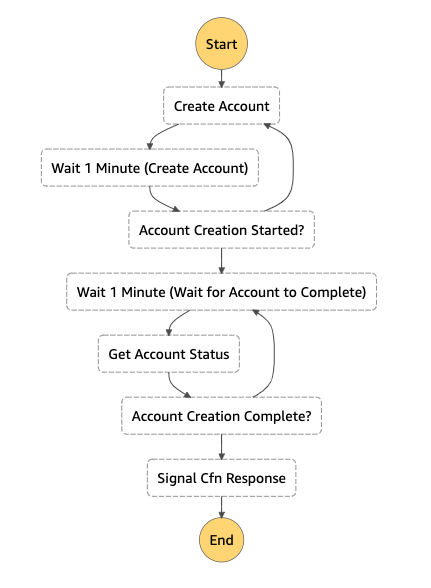 Start
Create Account
Wait 1 Minute (Create Account)
Account Creation Started?
Wait 1 Minute (Wait for Account to Complete)
Get Account Status
Account Creation Complete?
Signal Cfn Response
End